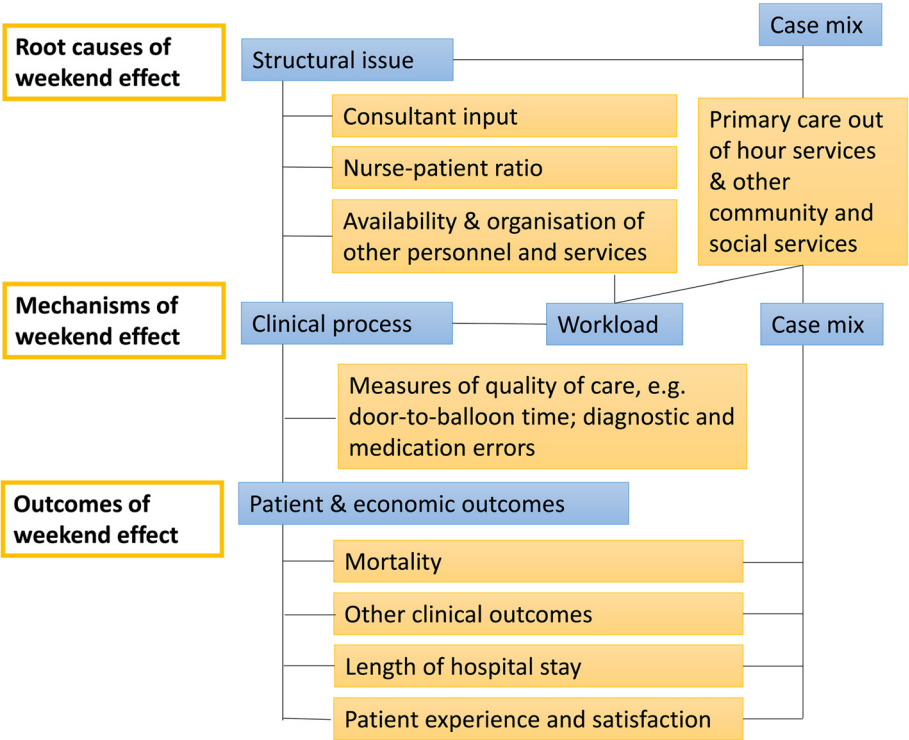 Root causes of
weekend effect
Case mix
Structural issue
Consultant input
Nurse-patient ratio
Availability & organisation of
other personnel and services
Primary care out
of hour services
& other
community and
social services
Mechanisms of
weekend effect
Clinical process
Workload
Case mix
Measures of quality of care, e.g.
door-to-balloon time; diagnostic and
medication errors
Outcomes of
weekend effect
Patient & economic outcomes
Mortality
Other clinical outcomes
Length of hospital stay
Patient experience and satisfaction